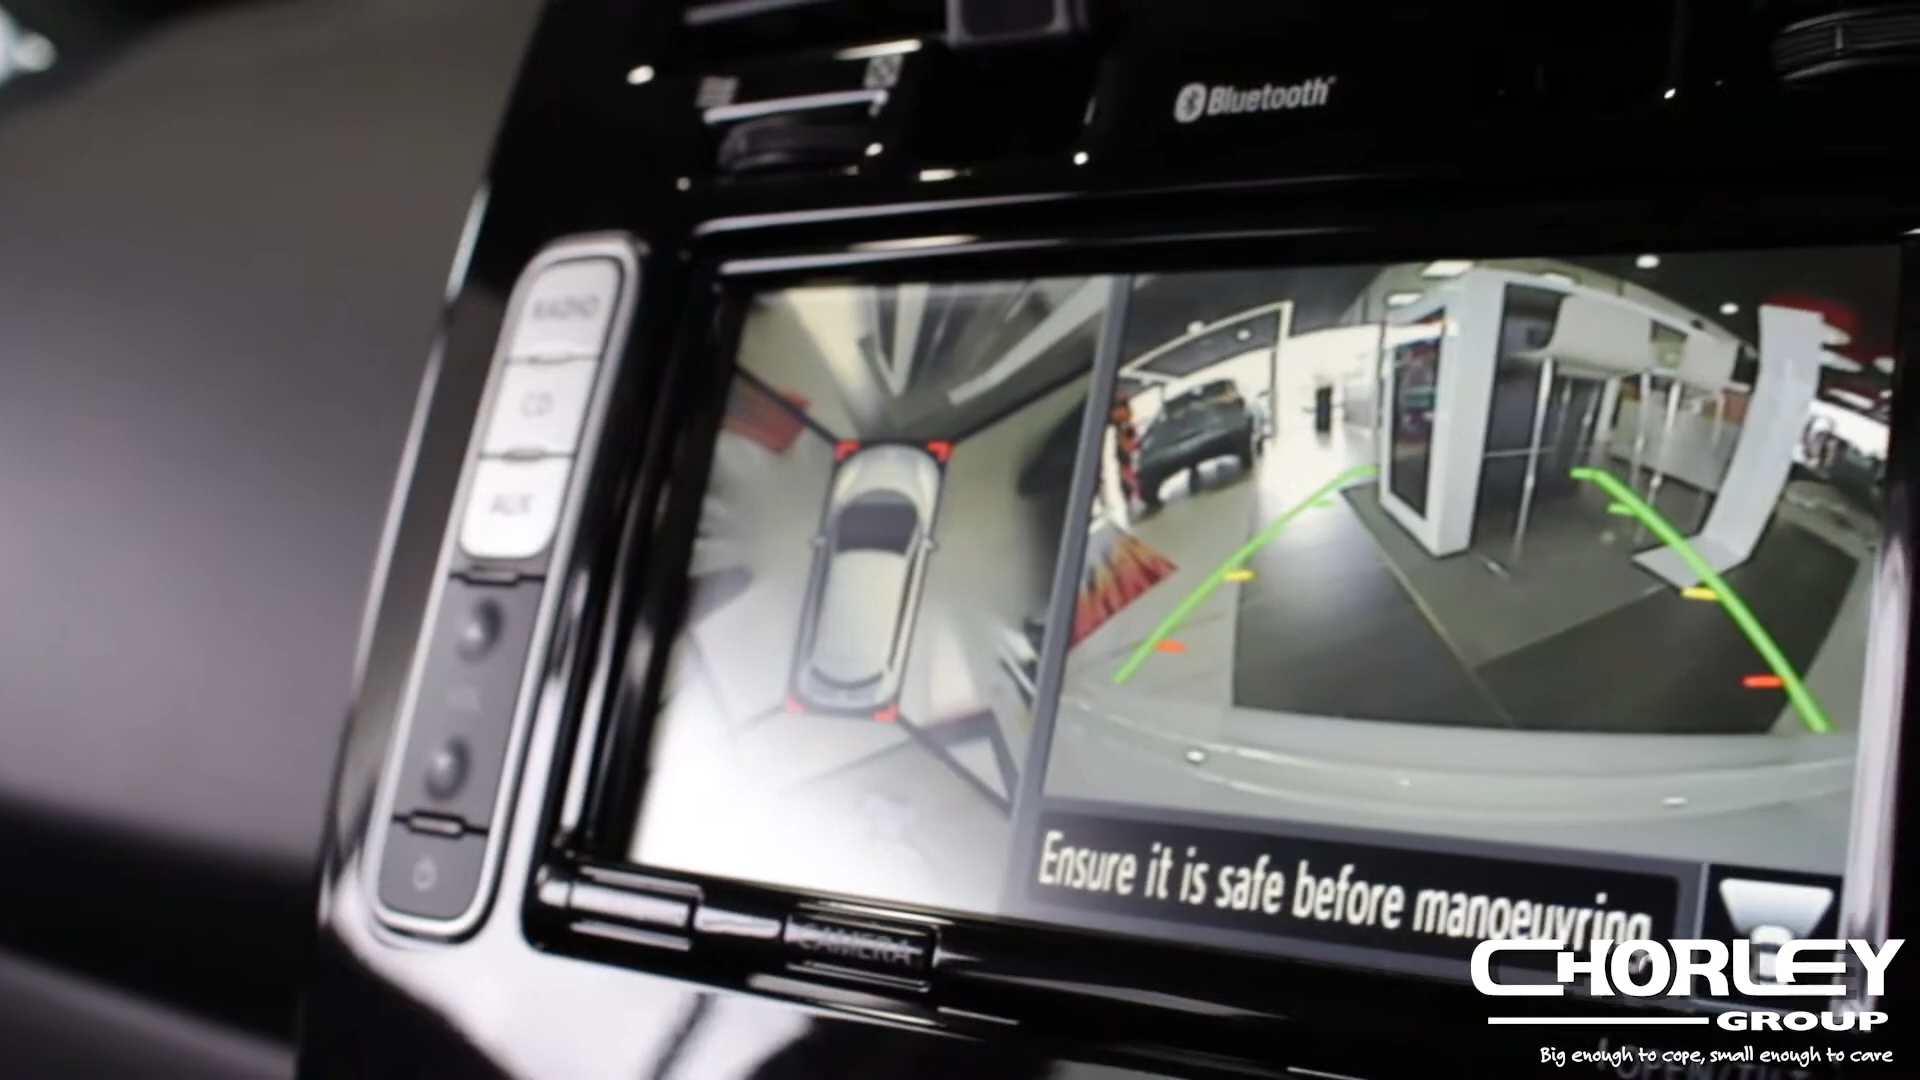 Bluetooth
RADIO
CD
AUX
Ensure it is safe before manoeuvring
CAMERA
CHORLEY
GROUP
Big enough to cope, small enough to care